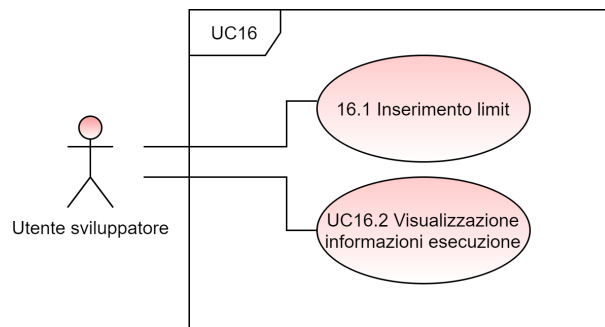 UC16
16.1 Inserimento limit
Utente sviluppatore
UC16.2 Visualizzazione
informazioni esecuzione